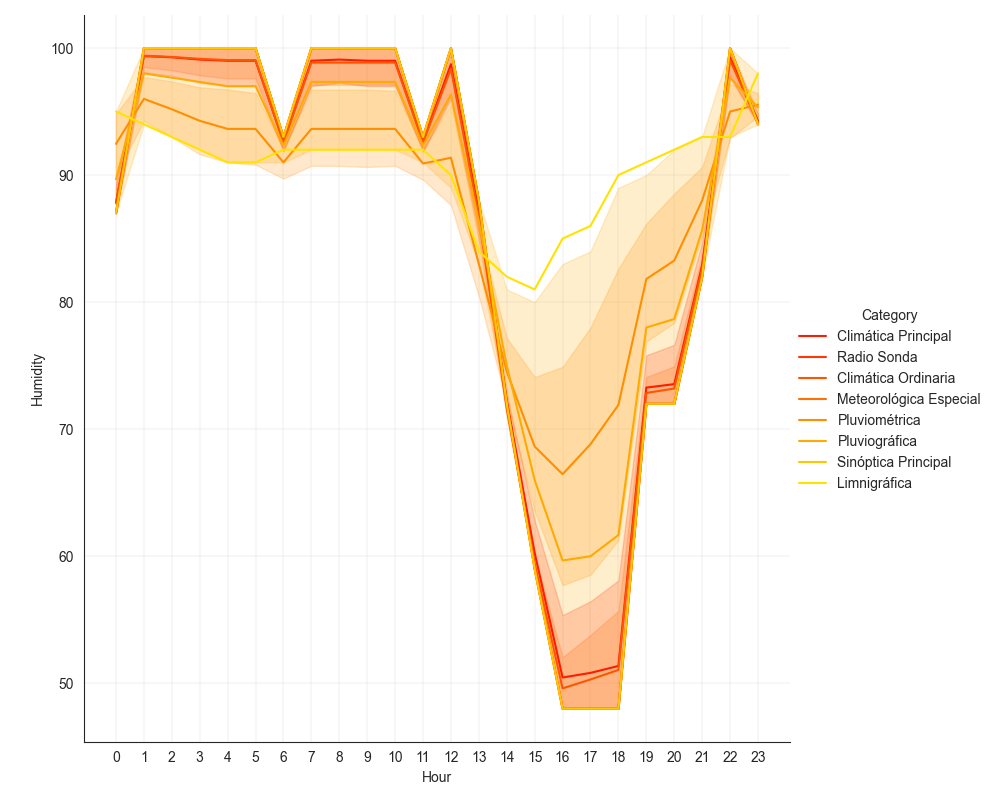 100
90
80
70
60
50
Humidity
0 1 2 3 4 5 6 7 8 9 10 11 12 13 14 15 16 17 18 19 20 21 22 23
Hour
Category
Climática Principal
Radio Sonda
Climática Ordinaria
Meteorológica Especial
Pluviométrica
Pluviográfica
Sinóptica Principal
Limnigráfica